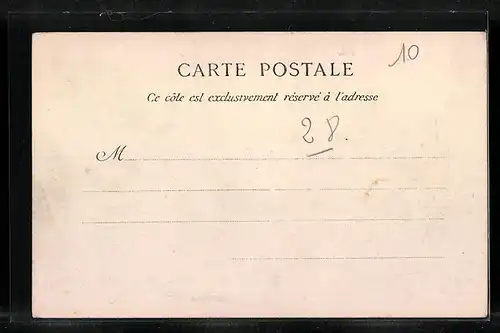 10
CARTE POSTALE
Ce côté est exclusivement réservé à l'adresse
28.
M